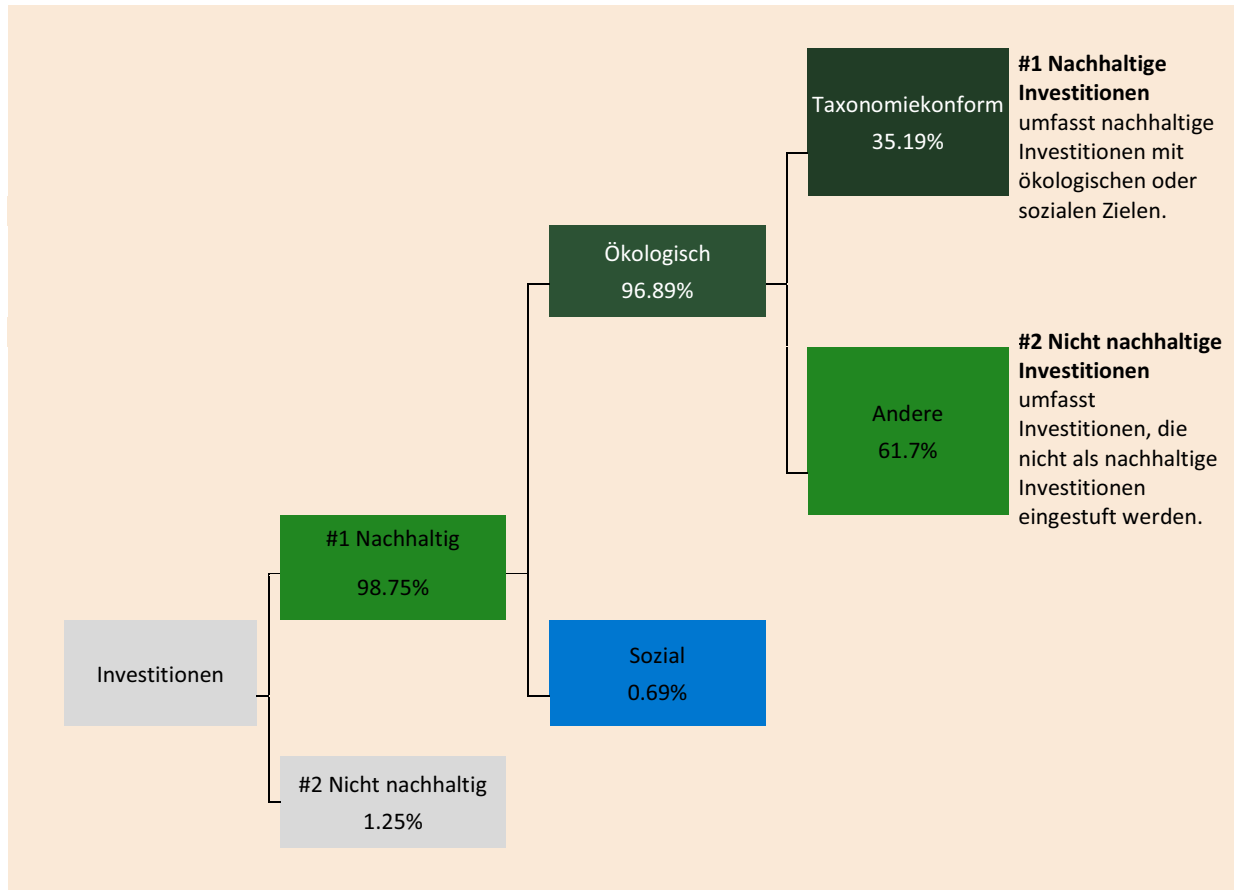 Investitionen
#1 Nachhaltig
98.75%
#2 Nicht nachhaltig
1.25%
Ökologisch
96.89%
Sozial
0.69%
Taxonomiekonform
35.19%
Andere
61.7%
#1 Nachhaltige
Investitionen
umfasst nachhaltige
Investitionen mit
ökologischen oder
sozialen Zielen.
#2 Nicht nachhaltige
Investitionen
umfasst
Investitionen, die
nicht als nachhaltige
Investitionen
eingestuft werden.